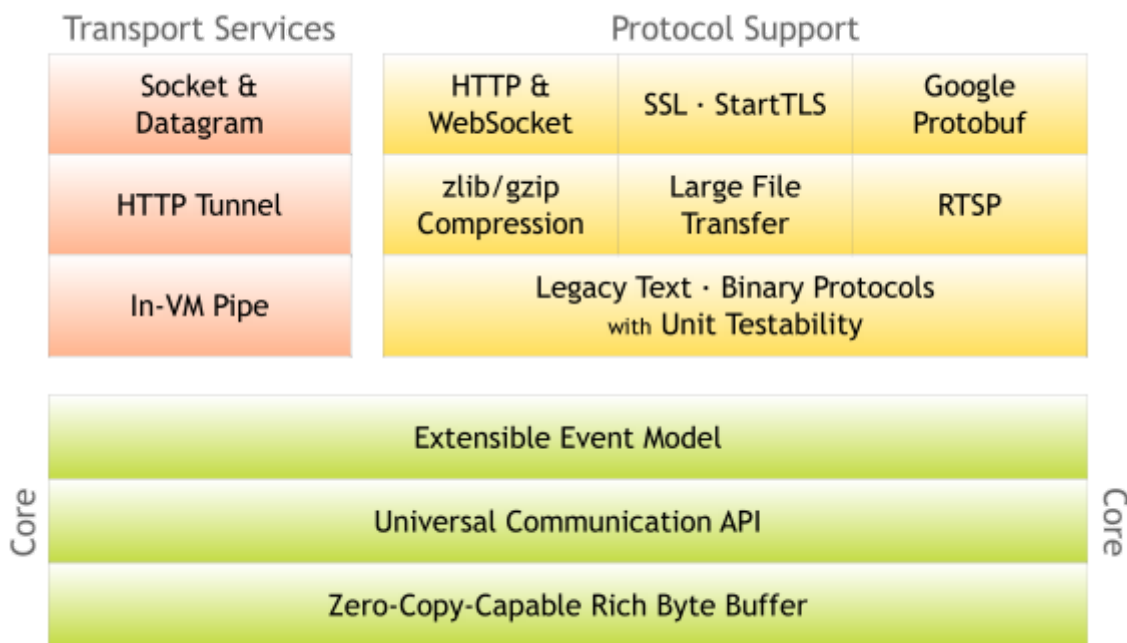 Transport Services
Protocol Support
Socket &
Datagram
HTTP &
WebSocket
SSL · StartTLS
Google
Protobuf
HTTP Tunnel
zlib/gzip
Compression
Large File
Transfer
RTSP
In-VM Pipe
Legacy Text · Binary Protocols
with Unit Testability
Core
Extensible Event Model
Universal Communication API
Zero-Copy-Capable Rich Byte Buffer
Core